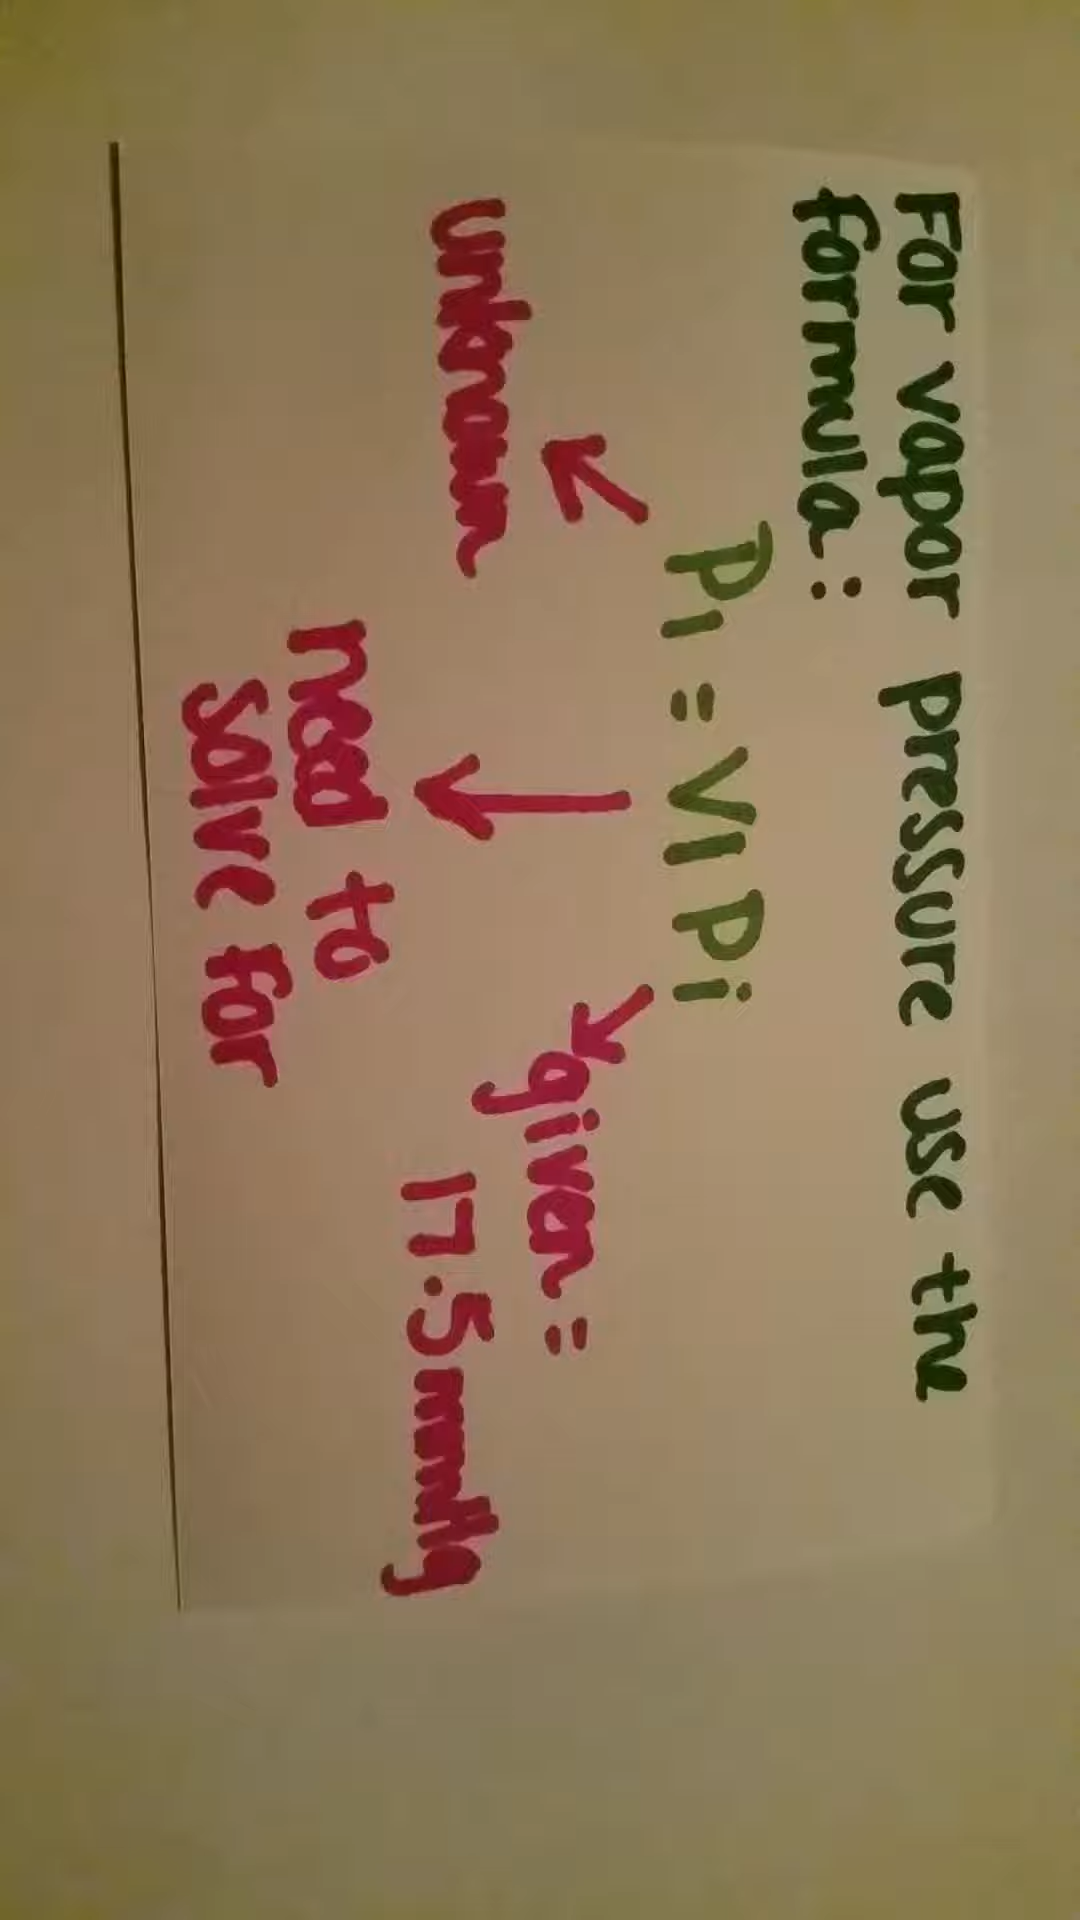 For vapor pressure use the
formula:
P1 = V1 Pi
unknown
given =
17.5 mmHg
need to
solve for